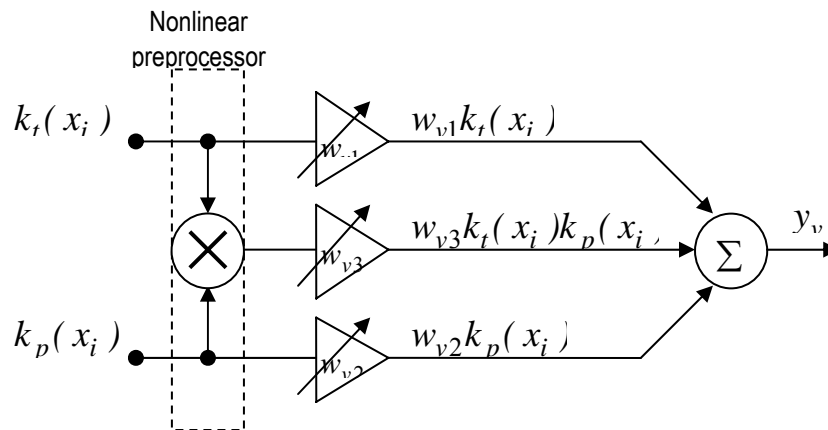 Nonlinear
preprocessor
k_t(x_i)
w_v1 k_t(x_i)
w_v3
w_v3 k_t(x_i)k_p(x_i)
Σ
y_v
k_p(x_i)
w_v2
w_v2 k_p(x_i)